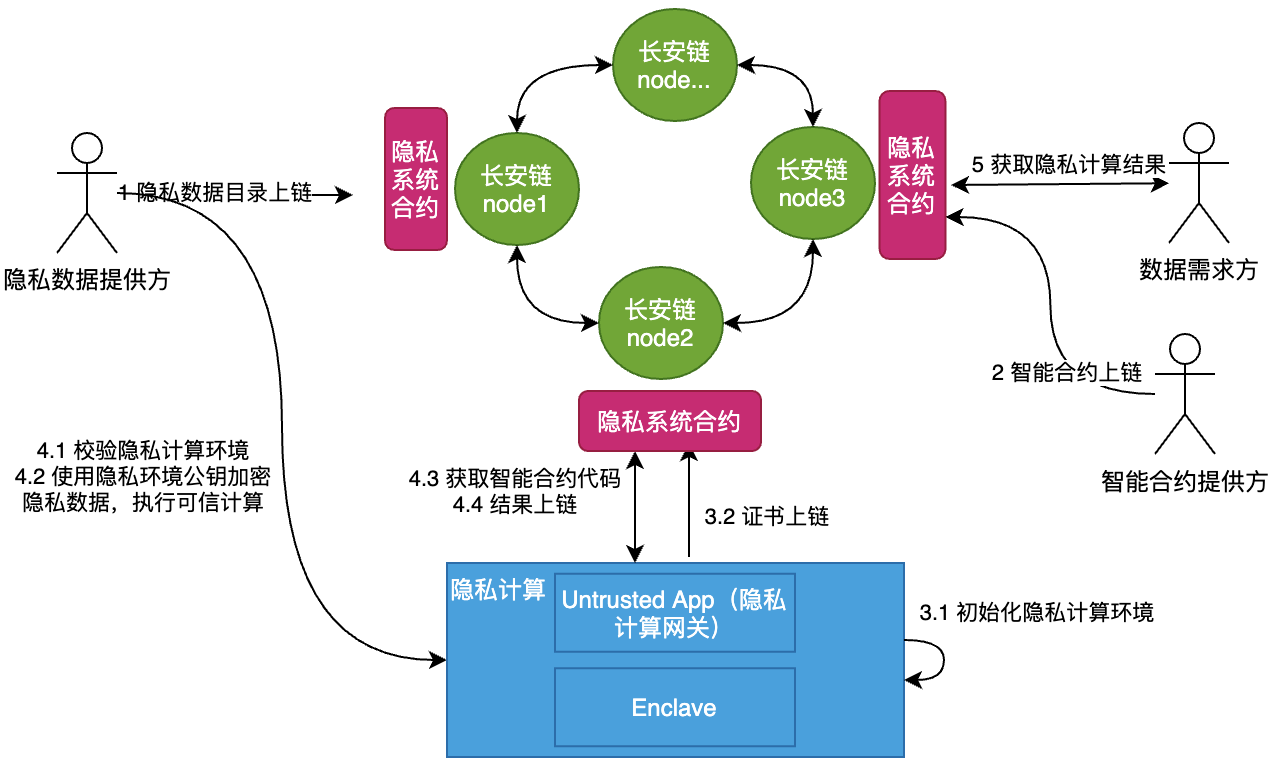 长安链
node...
隐私
系统
合约
长安链
node1
长安链
node3
隐私
系统
合约
5 获取隐私计算结果
1 隐私数据目录上链
隐私数据提供方
数据需求方
长安链
node2
2 智能合约上链
隐私系统合约
智能合约提供方
4.1 校验隐私计算环境
4.2 使用隐私环境公钥加密
隐私数据，执行可信计算
4.3 获取智能合约代码
4.4 结果上链
3.2 证书上链
隐私计算
Untrusted App（隐私
计算网关）
3.1 初始化隐私计算环境
Enclave